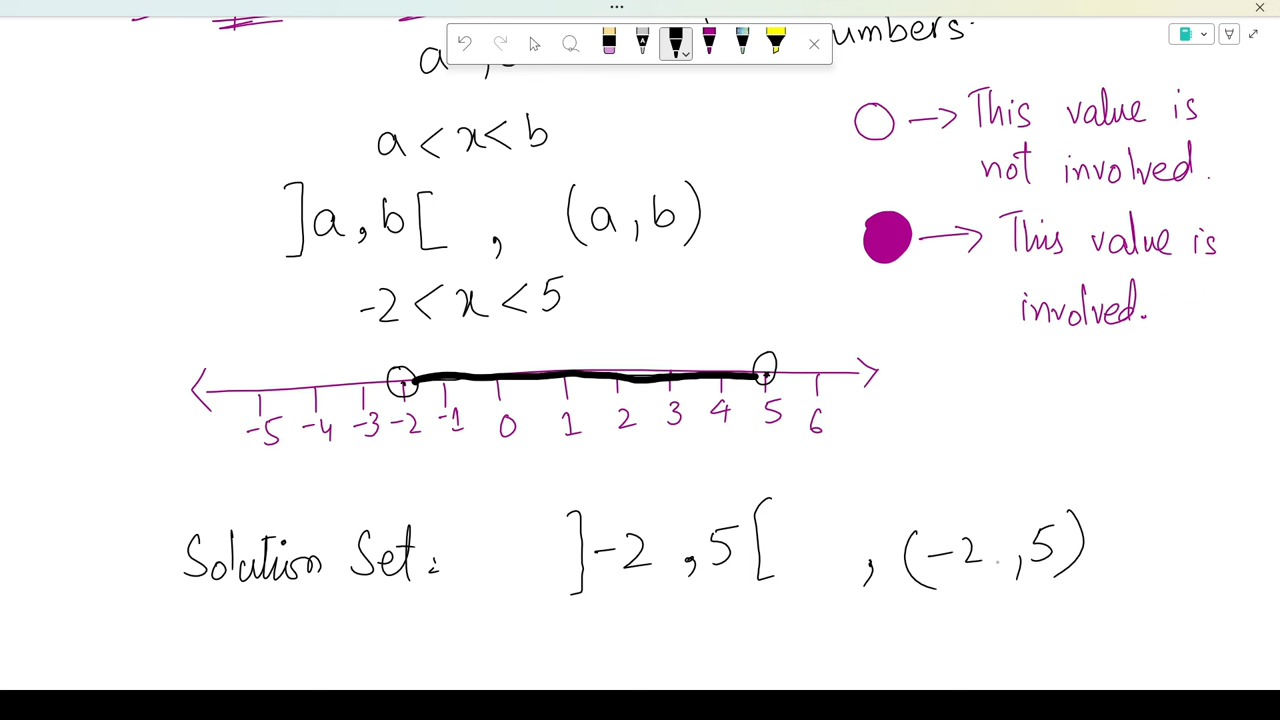 umbers.
a ,
a < x < b
]a, b[ , (a, b)
-2 < x < 5
-5 -4 -3 -2 -1 0 1 2 3 4 5 6
Solution Set: ]-2, 5[ , (-2, 5)
○ → This value is
not involved.
● → This value is
involved.